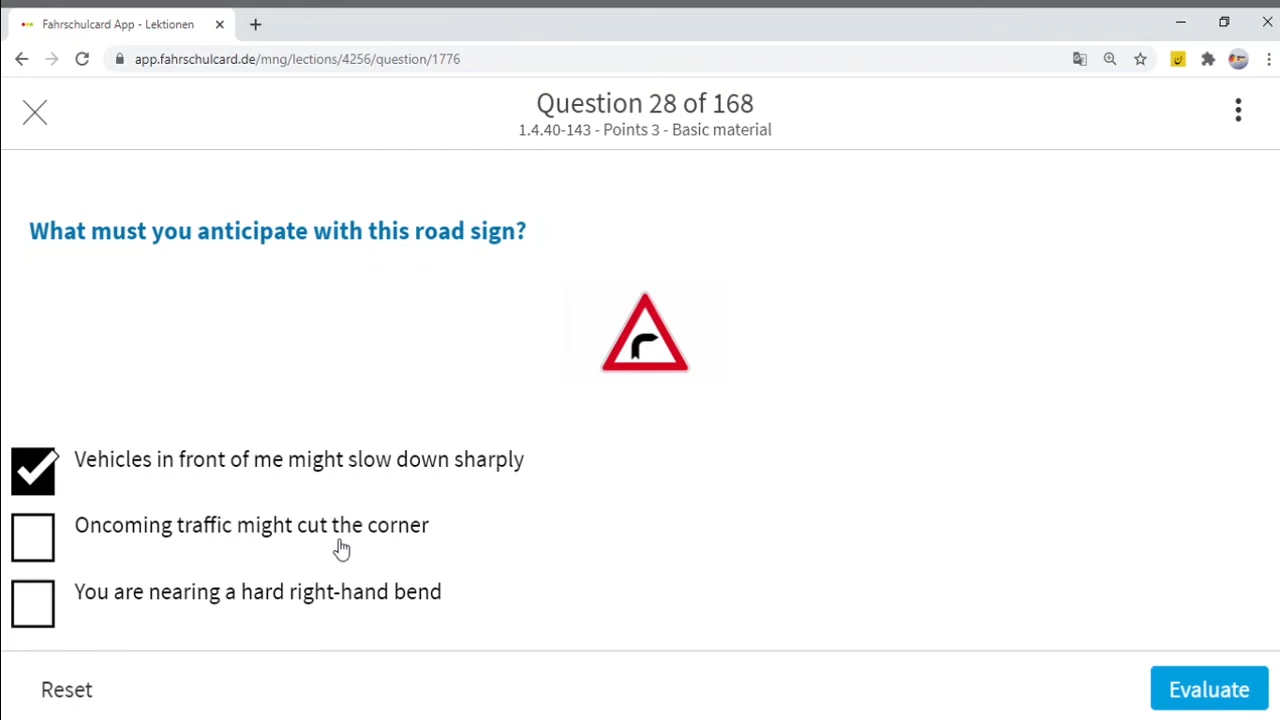 Fahrschulcard App - Lektionen
app.fahrschulcard.de/mng/lections/4256/question/1776
Question 28 of 168
1.4.40-143 - Points 3 - Basic material
What must you anticipate with this road sign?
Vehicles in front of me might slow down sharply
Oncoming traffic might cut the corner
You are nearing a hard right-hand bend
Reset
Evaluate